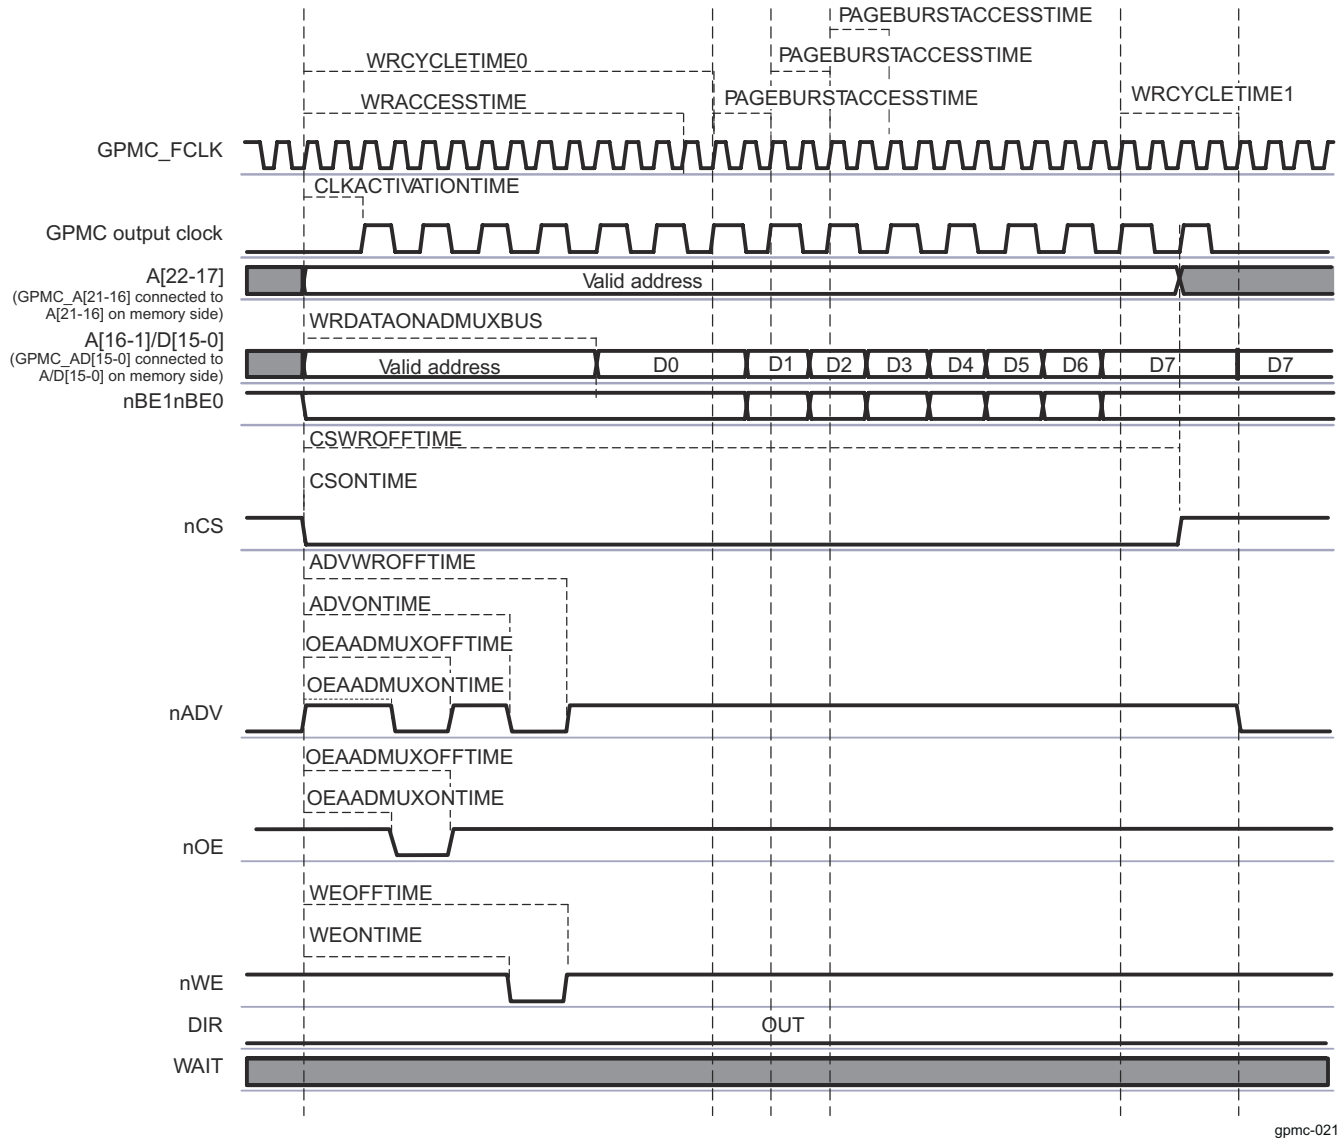 PAGEBURSTACCESSTIME
WRCYCLETIME0
PAGEBURSTACCESSTIME
WRACCESSTIME
PAGEBURSTACCESSTIME
WRCYCLETIME1
GPMC_FCLK
CLKACTIVATIONTIME
GPMC output clock
A[22-17]
(GPMC_A[21-16] connected to
A[21-16] on memory side)
Valid address
WRDATAONADMUXBUS
A[16-1]/D[15-0]
(GPMC_AD[15-0] connected to
A/D[15-0] on memory side)
Valid address
D0
D1
D2
D3
D4
D5
D6
D7
D7
nBE1nBE0
CSWROFFTIME
CSONTIME
nCS
ADVWROFFTIME
ADVONTIME
OEAADMUXOFFTIME
OEAADMUXONTIME
nADV
OEAADMUXOFFTIME
OEAADMUXONTIME
nOE
WEOFFTIME
WEONTIME
nWE
DIR
OUT
WAIT
gpmc-021